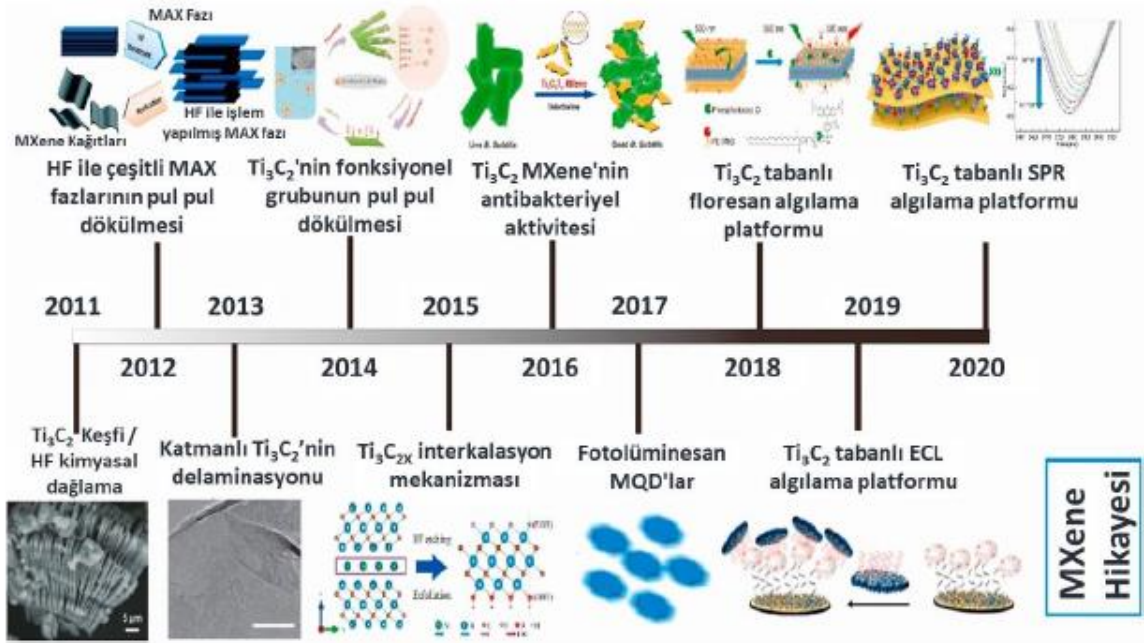 MAX Fazı
HF ile işlem
yapılmış MAX fazı
MXene Kağıtları
HF ile çeşitli MAX
fazlarının pul pul
dökülmesi
Ti₃C₂'nin fonksiyonel
grubunun pul pul
dökülmesi
Ti₃C₂ MXene'nin
antibakteriyel
aktivitesi
Ti₃C₂ tabanlı
floresan algılama
platformu
Ti₃C₂ tabanlı SPR
algılama platformu
2011
2013
2015
2017
2019
2012
2014
2016
2018
2020
Ti₃C₂ Keşfi /
HF kimyasal
dağlama
5 µm
Katmanlı Ti₃C₂'nin
delaminasyonu
Ti₃C₂ₓ interkalasyon
mekanizması
HF etching
Exfoliation
Fotolüminesan
MQD'lar
Ti₃C₂ tabanlı ECL
algılama platformu
MXene
Hikayesi